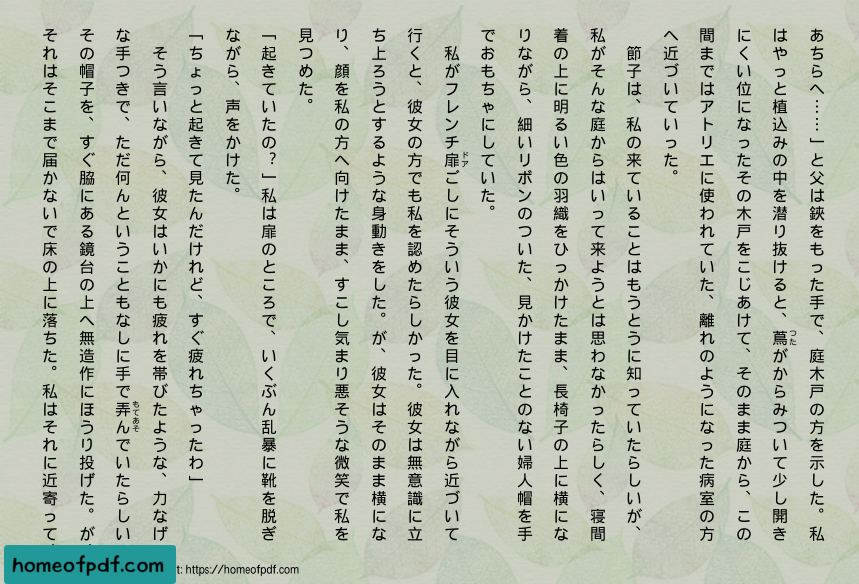 あちらへ……」と父は鋏をもった手で、庭木戸の方を示した。私
はやっと植込みの中を潜り抜けると、蔦がからみついて少し開き
つた
にくい位になったその木戸をこじあけて、そのまま庭から、この
間まではアトリエに使われていた、離れのようになった病室の方
へ近づいていった。
節子は、私の来ていることはもうとうに知っていたらしいが、
私がそんな庭からはいって来ようとは思わなかったらしく、寝間
着の上に明るい色の羽織をひっかけたまま、長椅子の上に横にな
りながら、細いリボンのついた、見かけたことのない婦人帽を手
でおもちゃにしていた。
私がフレンチ扉ごしにそういう彼女を目に入れながら近づいて
ドア
行くと、彼女の方でも私を認めたらしかった。彼女は無意識に立
ち上ろうとするような身動きをした。が、彼女はそのまま横にな
り、顔を私の方へ向けたまま、すこし気まり悪そうな微笑で私を
見つめた。
「起きていたの?」私は扉のところで、いくぶん乱暴に靴を脱ぎ
ながら、声をかけた。
「ちょっと起きて見たんだけれど、すぐ疲れちゃったわ」
そう言いながら、彼女はいかにも疲れを帯びたような、力なげ
な手つきで、ただ何んということもなしに手で弄んでいたらしい
もてあそ
その帽子を、すぐ脇にある鏡台の上へ無造作にほうり投げた。が、
それはそこまで届かないで床の上に落ちた。私はそれに近寄って、
homeofpdf.com
t: https://homeofpdf.com